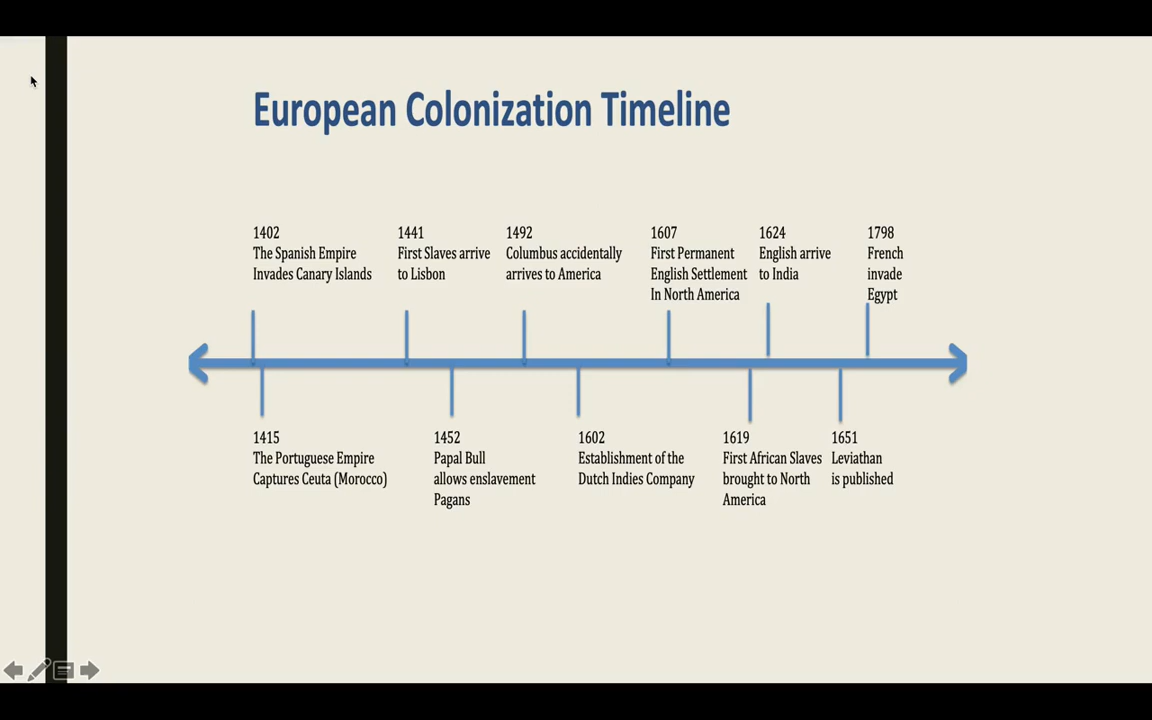 European Colonization Timeline
1402
The Spanish Empire
Invades Canary Islands
1441
First Slaves arrive
to Lisbon
1492
Columbus accidentally
arrives to America
1607
First Permanent
English Settlement
In North America
1624
English arrive
to India
1798
French
invade
Egypt
1415
The Portuguese Empire
Captures Ceuta (Morocco)
1452
Papal Bull
allows enslavement
Pagans
1602
Establishment of the
Dutch Indies Company
1619
First African Slaves
brought to North
America
1651
Leviathan
is published